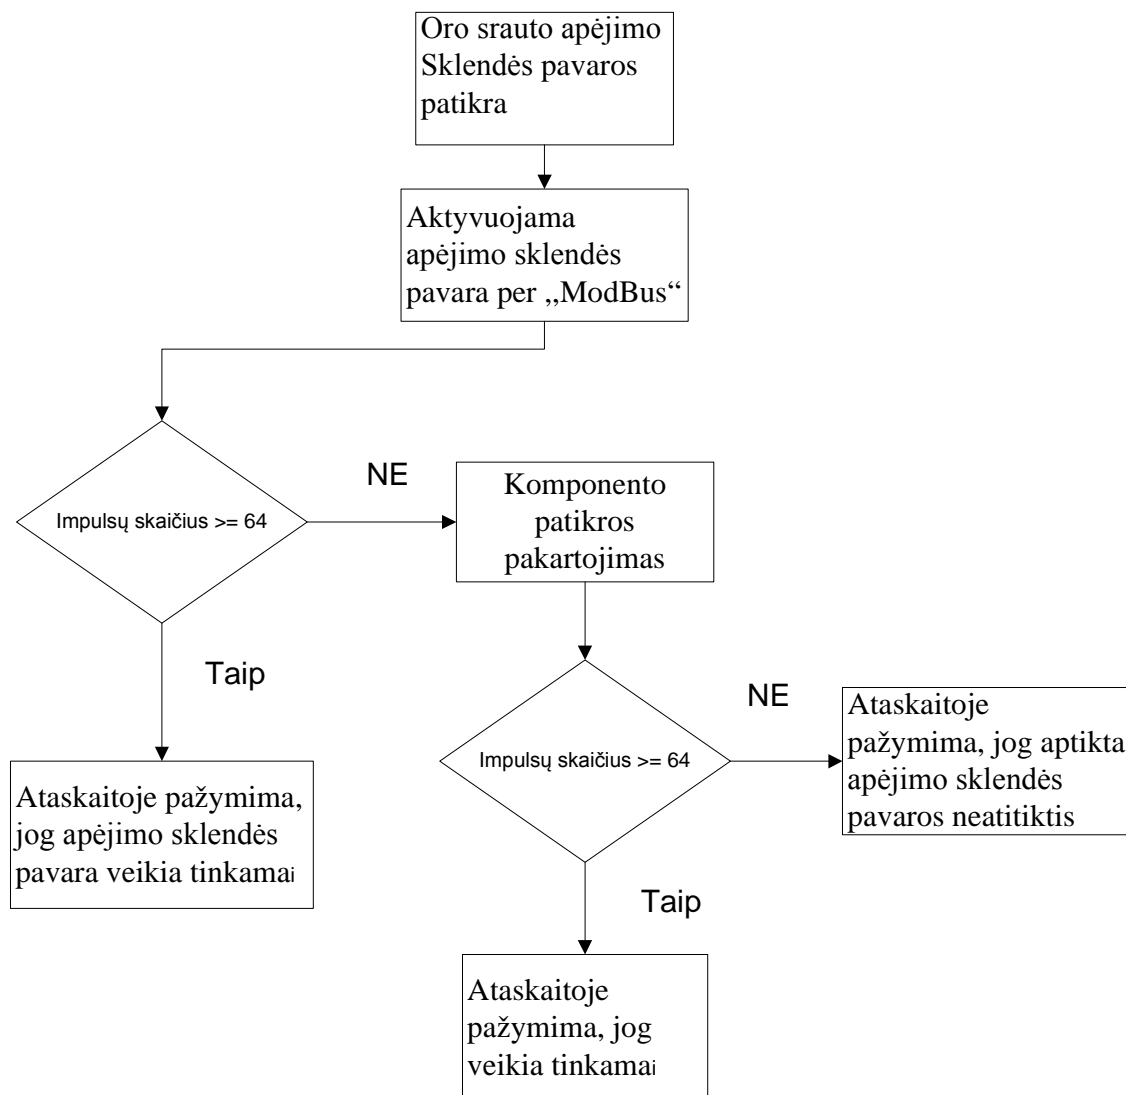 Oro srauto apėjimo
Sklendės pavaros
patikra
Aktyvuojama
apėjimo sklendės
pavara per „ModBus“
Impulsų skaičius >= 64
NE
Komponento
patikros
pakartojimas
Taip
Ataskaitoje pažymima,
jog apėjimo sklendės
pavara veikia tinkamai
Impulsų skaičius >= 64
NE
Ataskaitoje
pažymima, jog aptikta
apėjimo sklendės
pavaros neatitiktis
Taip
Ataskaitoje
pažymima, jog
veikia tinkamai